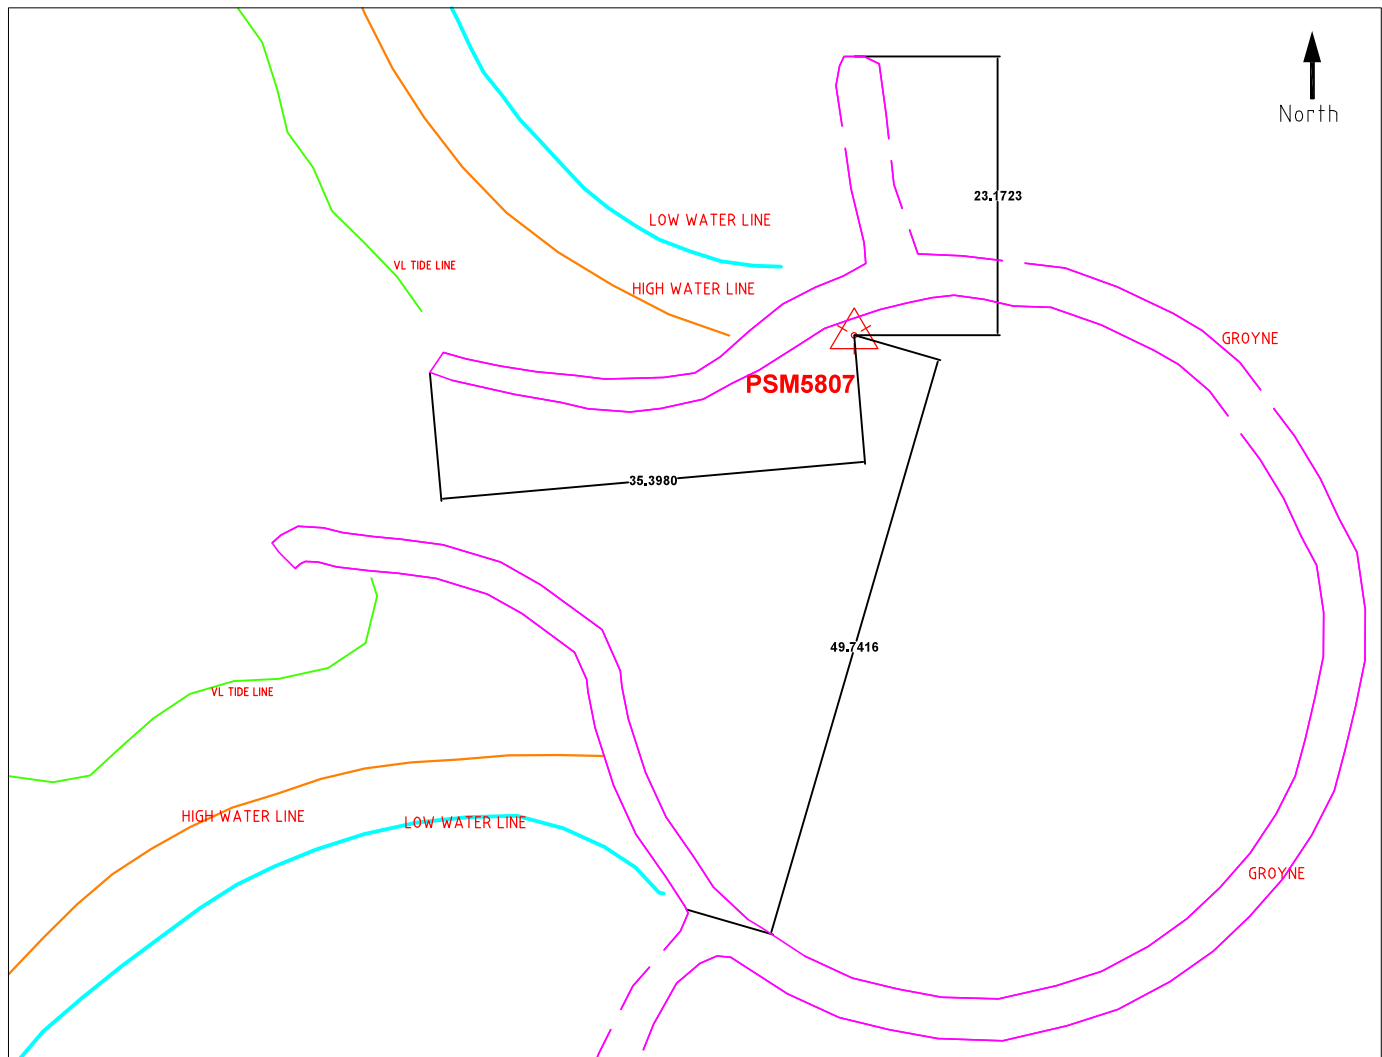 North
23.1723
LOW WATER LINE
VL TIDE LINE
HIGH WATER LINE
GROYNE
PSM5807
35.3980
49.7416
VL TIDE LINE
HIGH WATER LINE
LOW WATER LINE
GROYNE